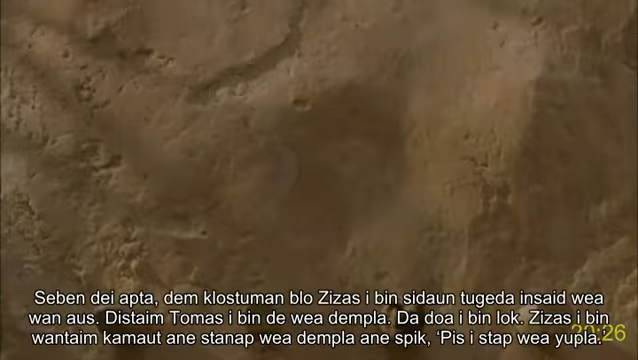 Seben dei apta, dem klostuman blo Zizas i bin sidaun tugeda insaid wea
wan aus. Distaim Tomas i bin de wea dempla. Da doa i bin lok. Zizas i bin
wantaim kamaut ane stanap wea dempla ane spik, ‘Pis i stap wea yupla.’
20:26